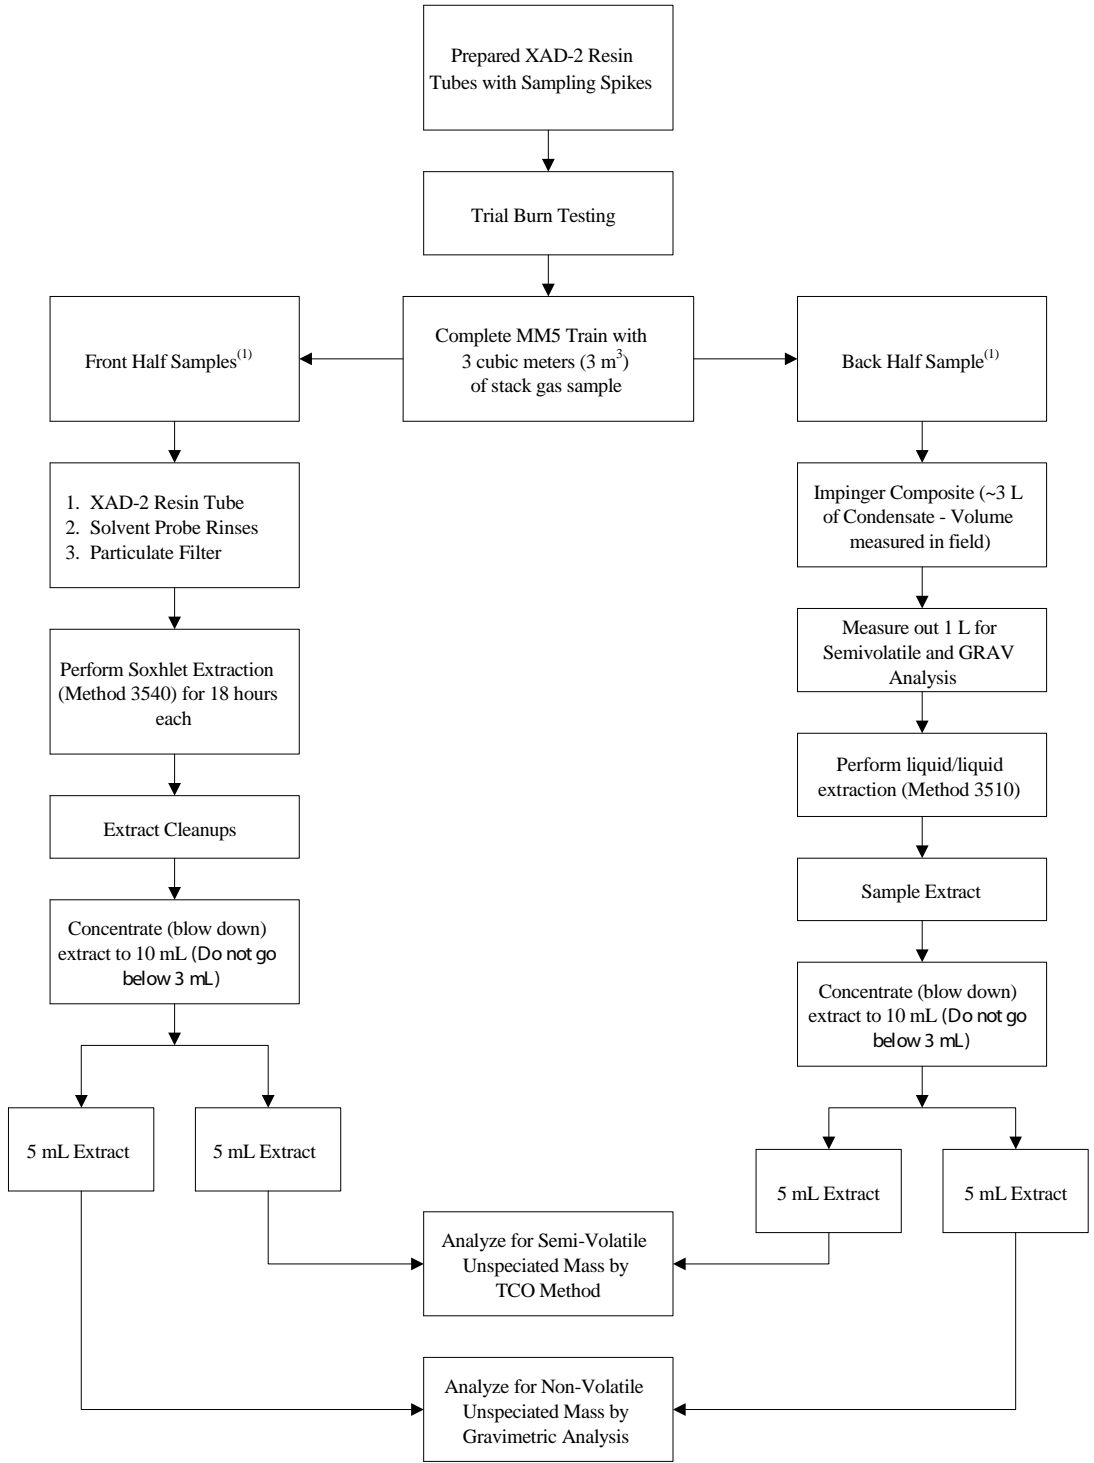 Prepared XAD-2 Resin
Tubes with Sampling Spikes
Trial Burn Testing
Front Half Samples(1)
Complete MM5 Train with
3 cubic meters (3 m3)
of stack gas sample
Back Half Sample(1)
1. XAD-2 Resin Tube
2. Solvent Probe Rinses
3. Particulate Filter
Impinger Composite (~3 L
of Condensate - Volume
measured in field)
Perform Soxhlet Extraction
(Method 3540) for 18 hours
each
Measure out 1 L for
Semivolatile and GRAV
Analysis
Perform liquid/liquid
extraction (Method 3510)
Extract Cleanups
Sample Extract
Concentrate (blow down)
extract to 10 mL (Do not go
below 3 mL)
Concentrate (blow down)
extract to 10 mL (Do not go
below 3 mL)
5 mL Extract
5 mL Extract
5 mL Extract
5 mL Extract
Analyze for Semi-Volatile
Unspeciated Mass by
TCO Method
Analyze for Non-Volatile
Unspeciated Mass by
Gravimetric Analysis